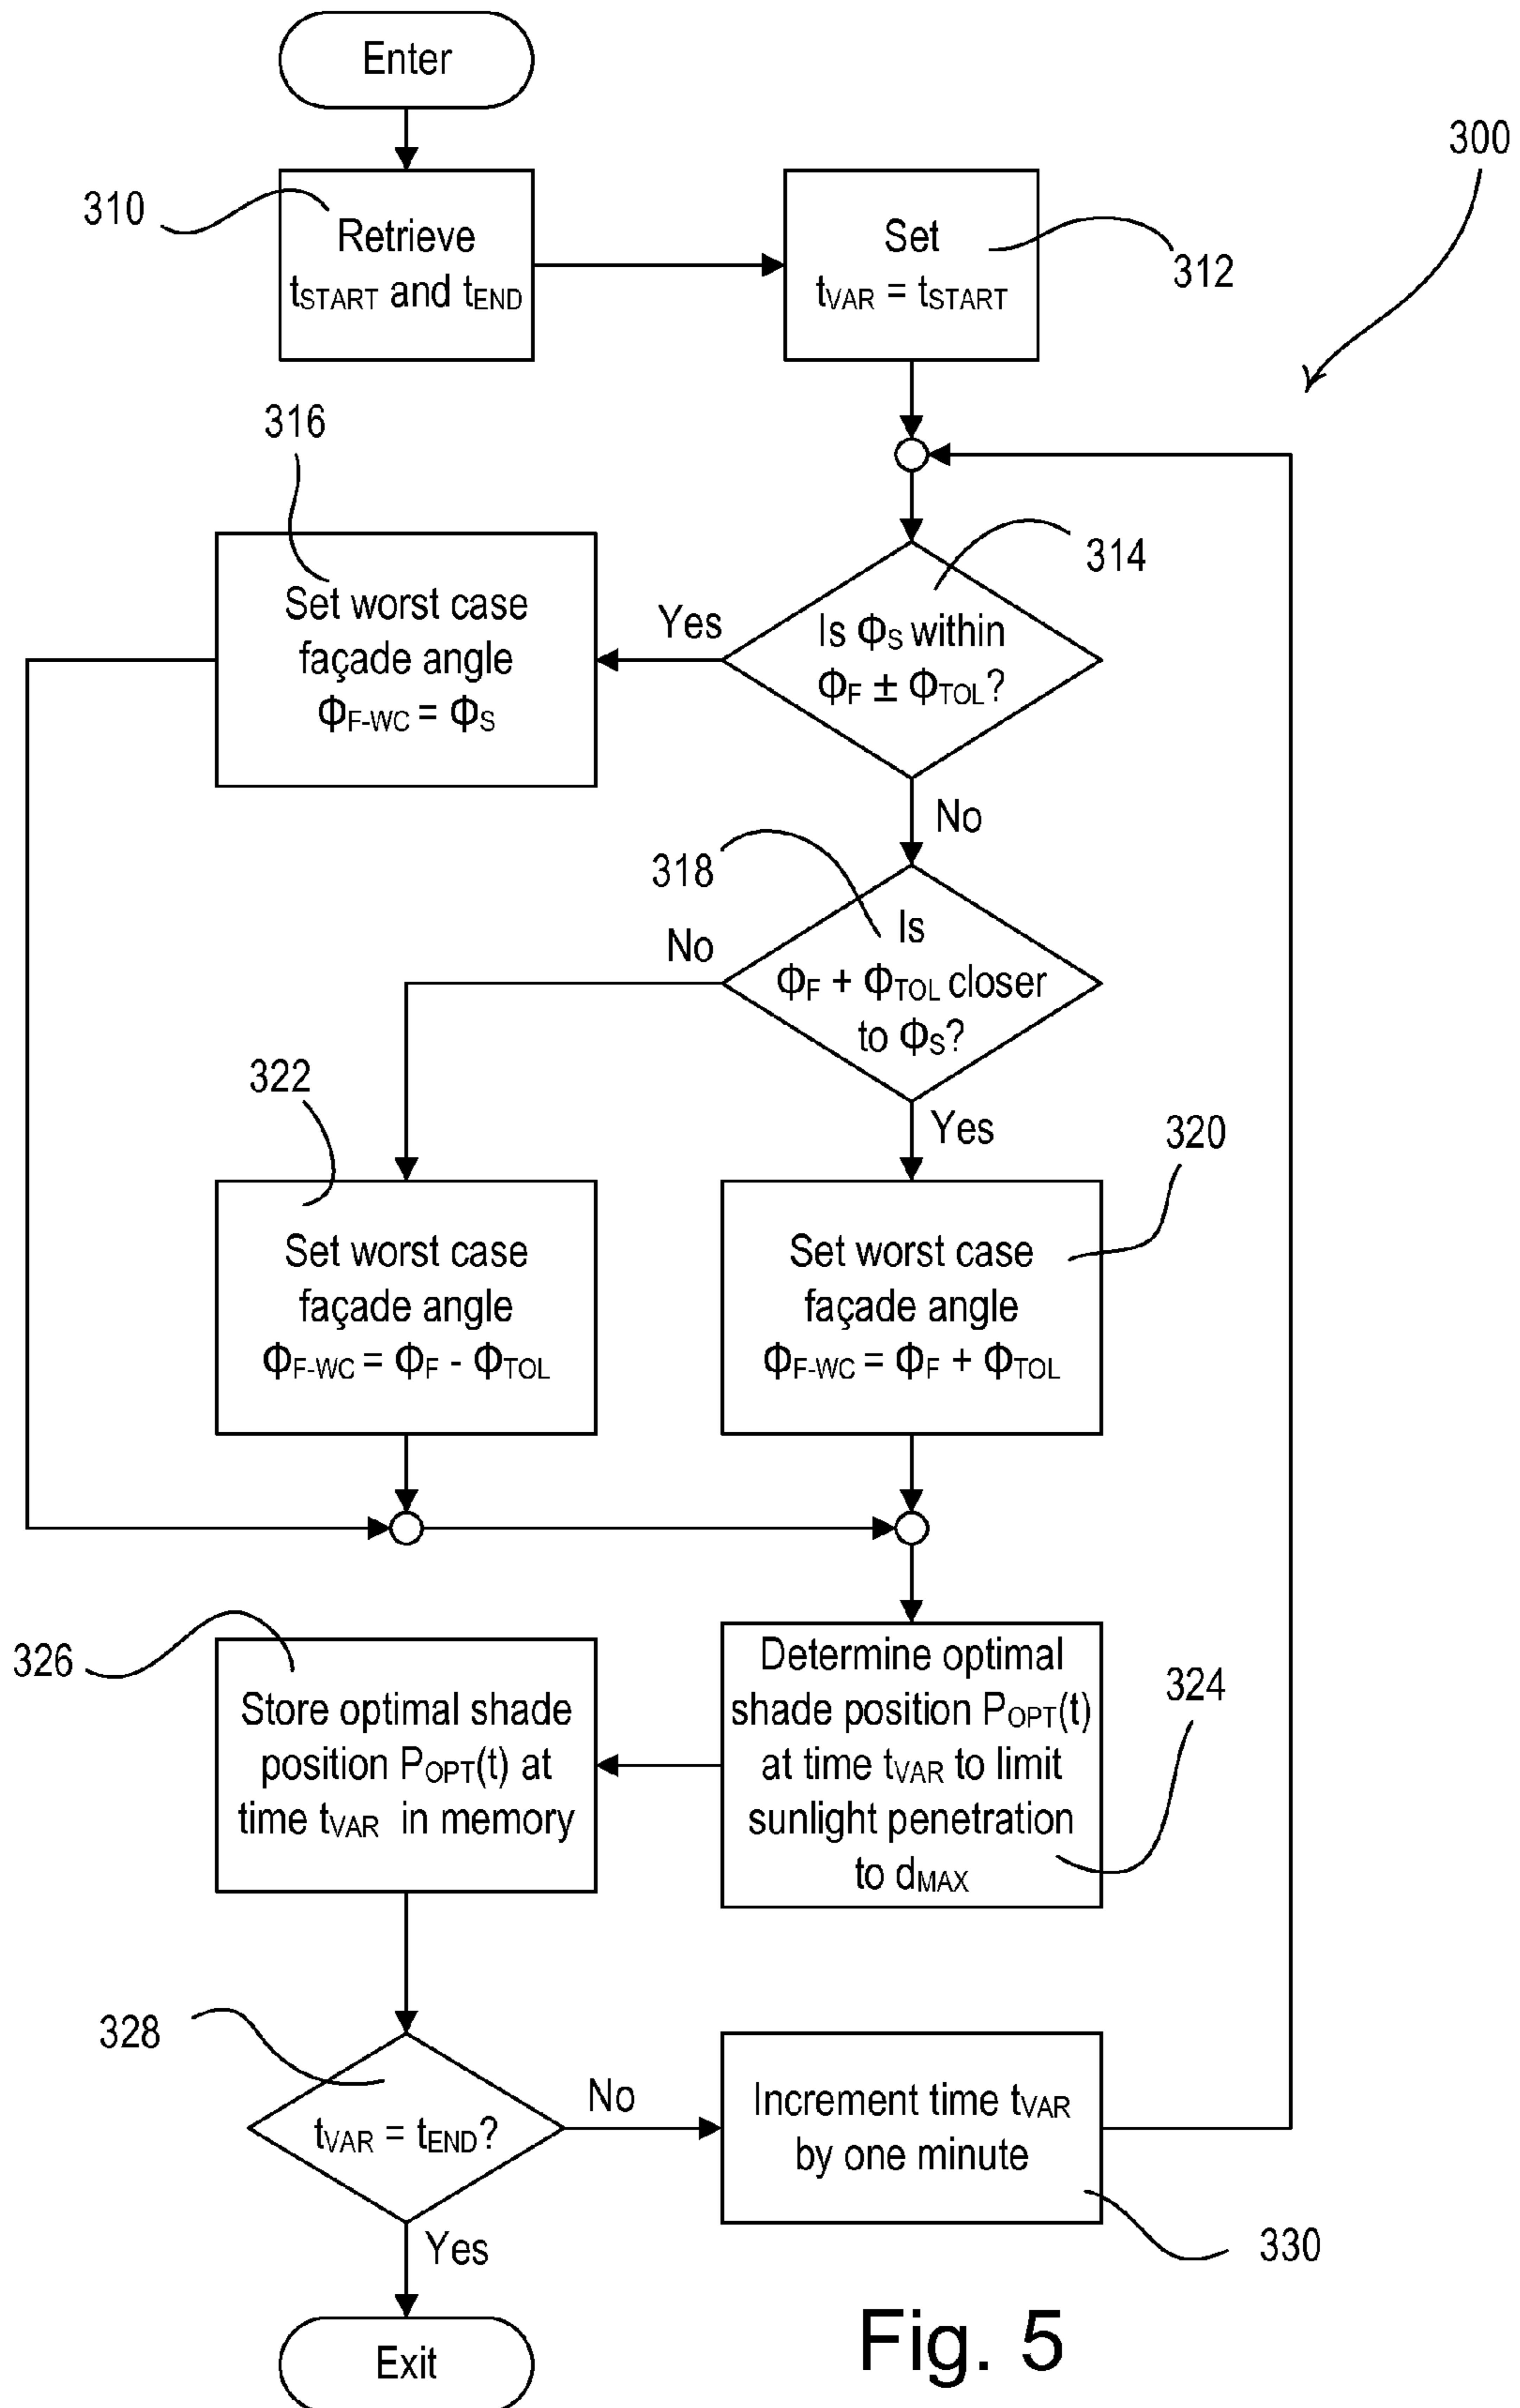 Enter
300
310
Retrieve
tSTART and tEND
Set
tVAR = tSTART
312
316
314
Set worst case
façade angle
ΦF-WC = ΦS
Yes
Is ΦS within
ΦF ± ΦTOL?
No
318
Is
ΦF + ΦTOL closer
to ΦS?
No
322
Yes
320
Set worst case
façade angle
ΦF-WC = ΦF - ΦTOL
Set worst case
façade angle
ΦF-WC = ΦF + ΦTOL
326
Store optimal shade
position POPT(t) at
time tVAR in memory
Determine optimal
shade position POPT(t)
at time tVAR to limit
sunlight penetration
to dMAX
324
328
tVAR = tEND?
No
Increment time tVAR
by one minute
330
Yes
Exit
Fig. 5